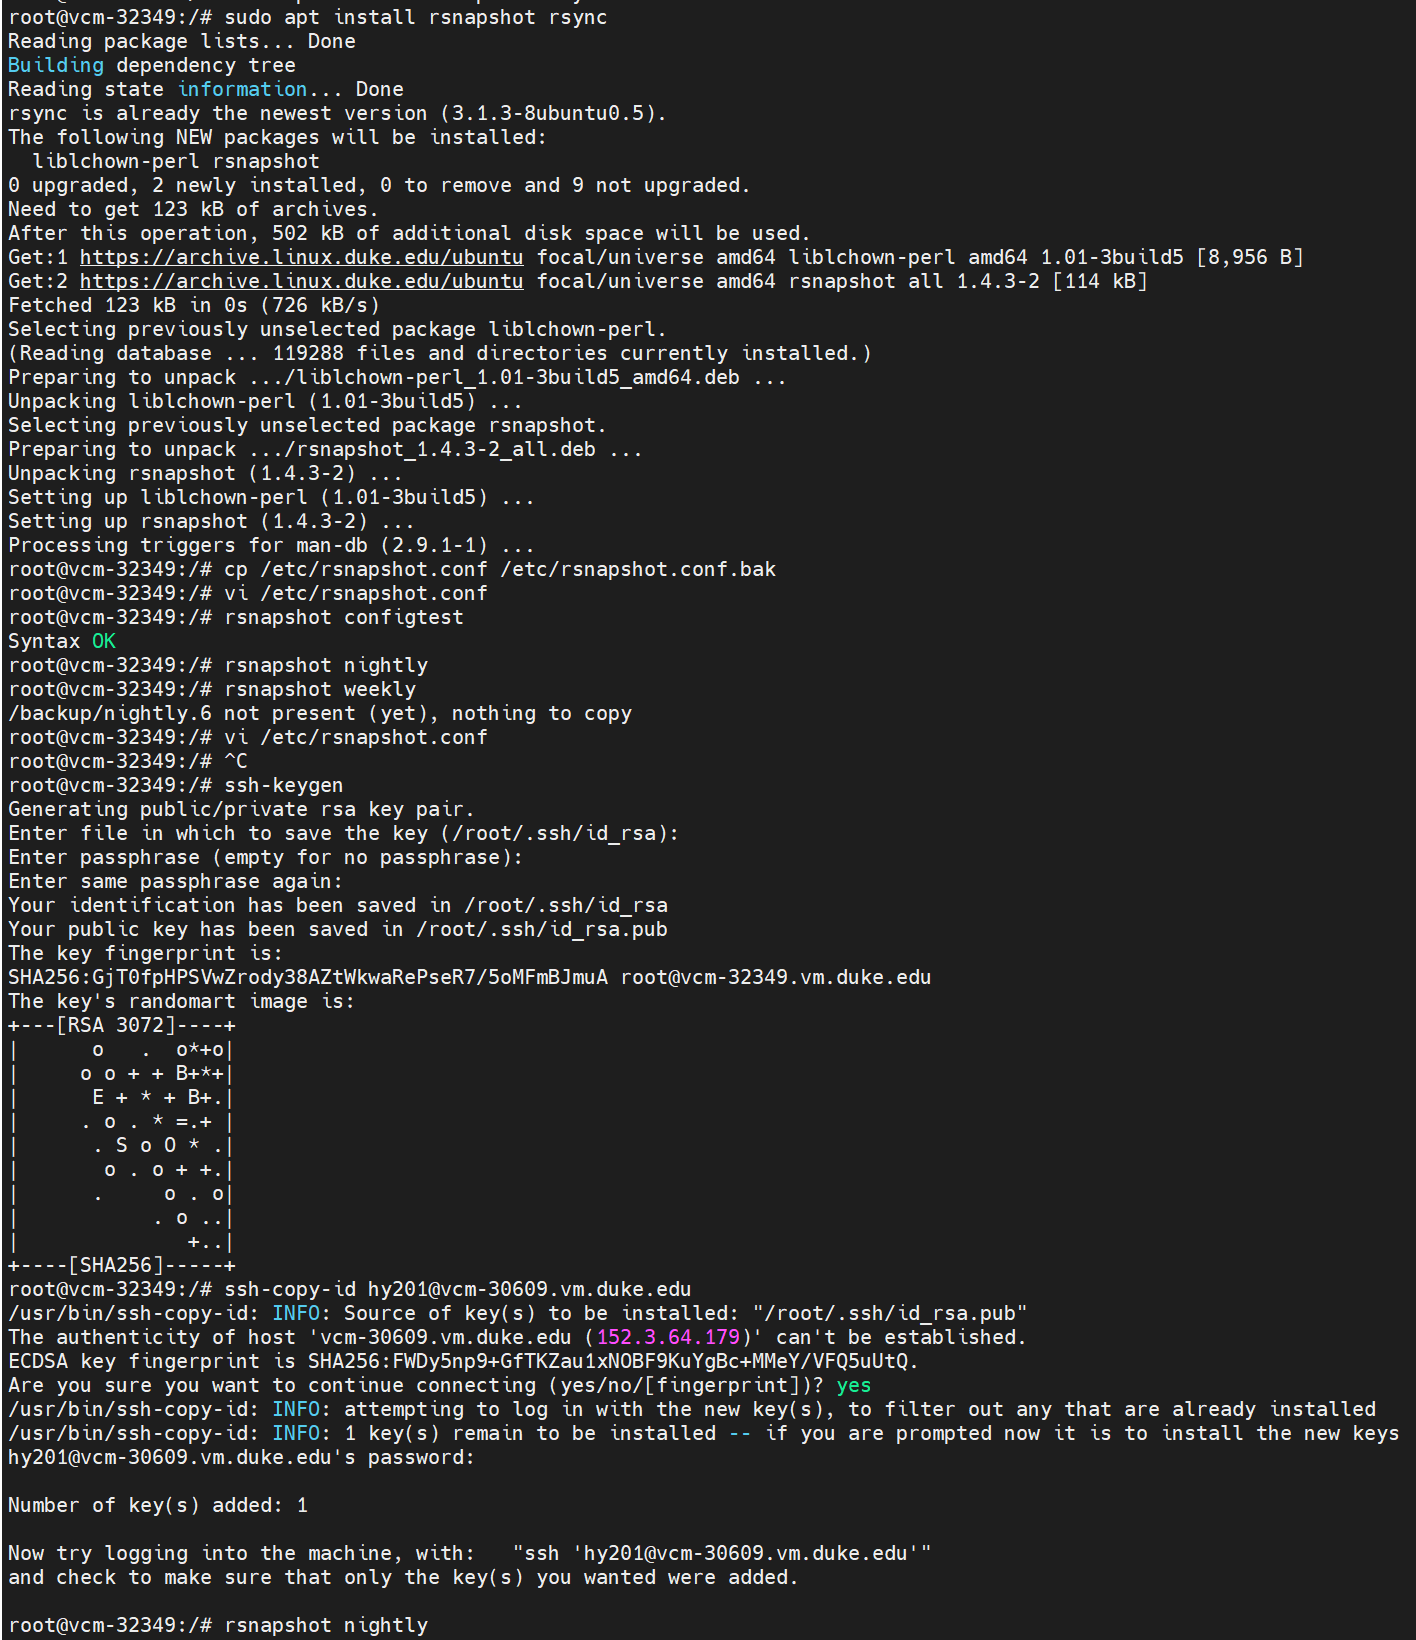 root@vcm-32349:/# sudo apt install rsnapshot rsync
Reading package lists... Done
Building dependency tree
Reading state information... Done
rsync is already the newest version (3.1.3-8ubuntu0.5).
The following NEW packages will be installed:
  liblchown-perl rsnapshot
0 upgraded, 2 newly installed, 0 to remove and 9 not upgraded.
Need to get 123 kB of archives.
After this operation, 502 kB of additional disk space will be used.
Get:1 https://archive.linux.duke.edu/ubuntu focal/universe amd64 liblchown-perl amd64 1.01-3build5 [8,956 B]
Get:2 https://archive.linux.duke.edu/ubuntu focal/universe amd64 rsnapshot all 1.4.3-2 [114 kB]
Fetched 123 kB in 0s (726 kB/s)
Selecting previously unselected package liblchown-perl.
(Reading database ... 119288 files and directories currently installed.)
Preparing to unpack .../liblchown-perl_1.01-3build5_amd64.deb ...
Unpacking liblchown-perl (1.01-3build5) ...
Selecting previously unselected package rsnapshot.
Preparing to unpack .../rsnapshot_1.4.3-2_all.deb ...
Unpacking rsnapshot (1.4.3-2) ...
Setting up liblchown-perl (1.01-3build5) ...
Setting up rsnapshot (1.4.3-2) ...
Processing triggers for man-db (2.9.1-1) ...
root@vcm-32349:/# cp /etc/rsnapshot.conf /etc/rsnapshot.conf.bak
root@vcm-32349:/# vi /etc/rsnapshot.conf
root@vcm-32349:/# rsnapshot configtest
Syntax OK
root@vcm-32349:/# rsnapshot nightly
root@vcm-32349:/# rsnapshot weekly
/backup/nightly.6 not present (yet), nothing to copy
root@vcm-32349:/# vi /etc/rsnapshot.conf
root@vcm-32349:/# ^C
root@vcm-32349:/# ssh-keygen
Generating public/private rsa key pair.
Enter file in which to save the key (/root/.ssh/id_rsa):
Enter passphrase (empty for no passphrase):
Enter same passphrase again:
Your identification has been saved in /root/.ssh/id_rsa
Your public key has been saved in /root/.ssh/id_rsa.pub
The key fingerprint is:
SHA256:GjT0fpHPSVwZrody38AZtWkwaRePseR7/5oMFmBJmuA root@vcm-32349.vm.duke.edu
The key's randomart image is:
+---[RSA 3072]----+
|      o   .  o*+o|
|     o o + + B+*+|
|      E + * + B+.|
|     . o . * =.+ |
|      . S o O * .|
|       o . o + +.|
|      .     o . o|
|           . o ..|
|              +..|
+----[SHA256]-----+
root@vcm-32349:/# ssh-copy-id hy201@vcm-30609.vm.duke.edu
/usr/bin/ssh-copy-id: INFO: Source of key(s) to be installed: "/root/.ssh/id_rsa.pub"
The authenticity of host 'vcm-30609.vm.duke.edu (152.3.64.179)' can't be established.
ECDSA key fingerprint is SHA256:FWDy5np9+GfTKZau1xNOBF9KuYgBc+MMeY/VFQ5uUtQ.
Are you sure you want to continue connecting (yes/no/[fingerprint])? yes
/usr/bin/ssh-copy-id: INFO: attempting to log in with the new key(s), to filter out any that are already installed
/usr/bin/ssh-copy-id: INFO: 1 key(s) remain to be installed -- if you are prompted now it is to install the new keys
hy201@vcm-30609.vm.duke.edu's password:

Number of key(s) added: 1

Now try logging into the machine, with:   "ssh 'hy201@vcm-30609.vm.duke.edu'"
and check to make sure that only the key(s) you wanted were added.

root@vcm-32349:/# rsnapshot nightly